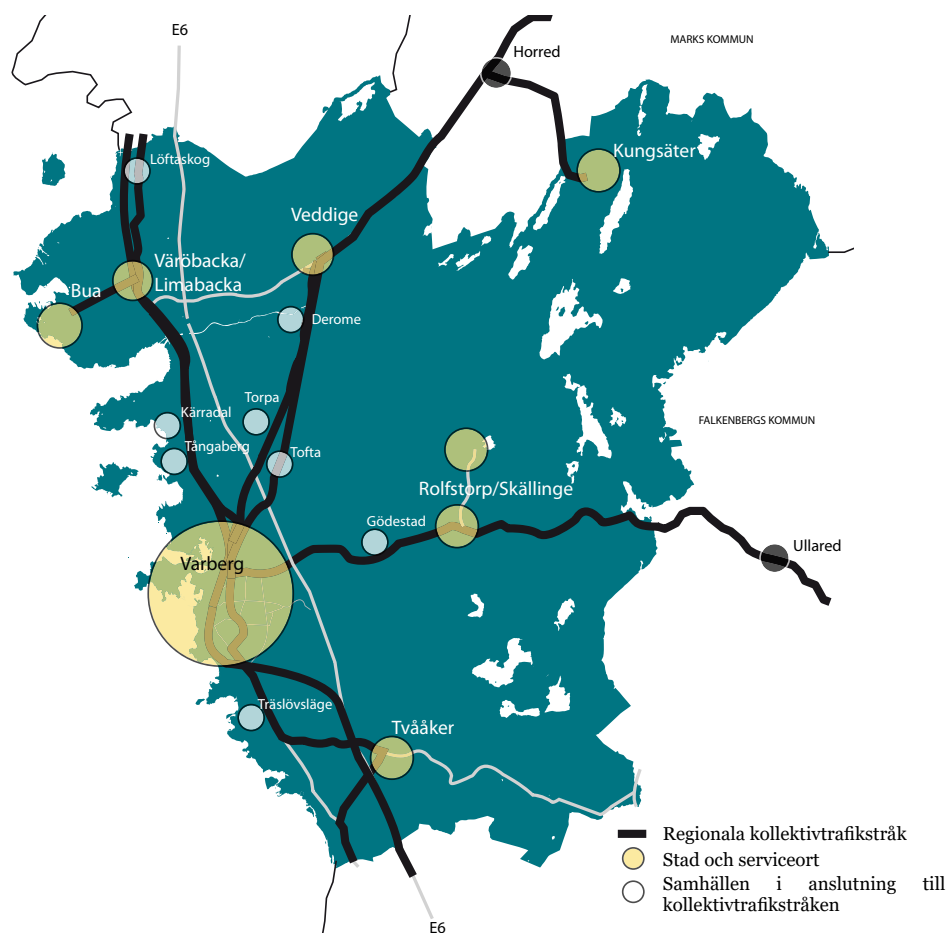 E6
MARKS KOMMUN
Horred
Kungsäter
Löftaskog
Veddige
Väröbacka/
Limabacka
Bua
Derome
Torpa
Kärradal
FALKENBERGS KOMMUN
Tångaberg
Tofta
Rolfstorp/Skällinge
Gödestad
Ullared
Varberg
Träslövsläge
Tvååker
Regionala kollektivtrafikstråk
Stad och serviceort
Samhällen i anslutning till
kollektivtrafikstråken
E6